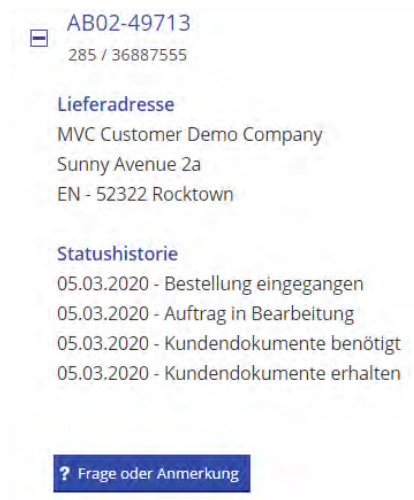 AB02-49713
285 / 36887555
Lieferadresse
MVC Customer Demo Company
Sunny Avenue 2a
EN - 52322 Rocktown
Statushistorie
05.03.2020 - Bestellung eingegangen
05.03.2020 - Auftrag in Bearbeitung
05.03.2020 - Kundendokumente benötigt
05.03.2020 - Kundendokumente erhalten
? Frage oder Anmerkung